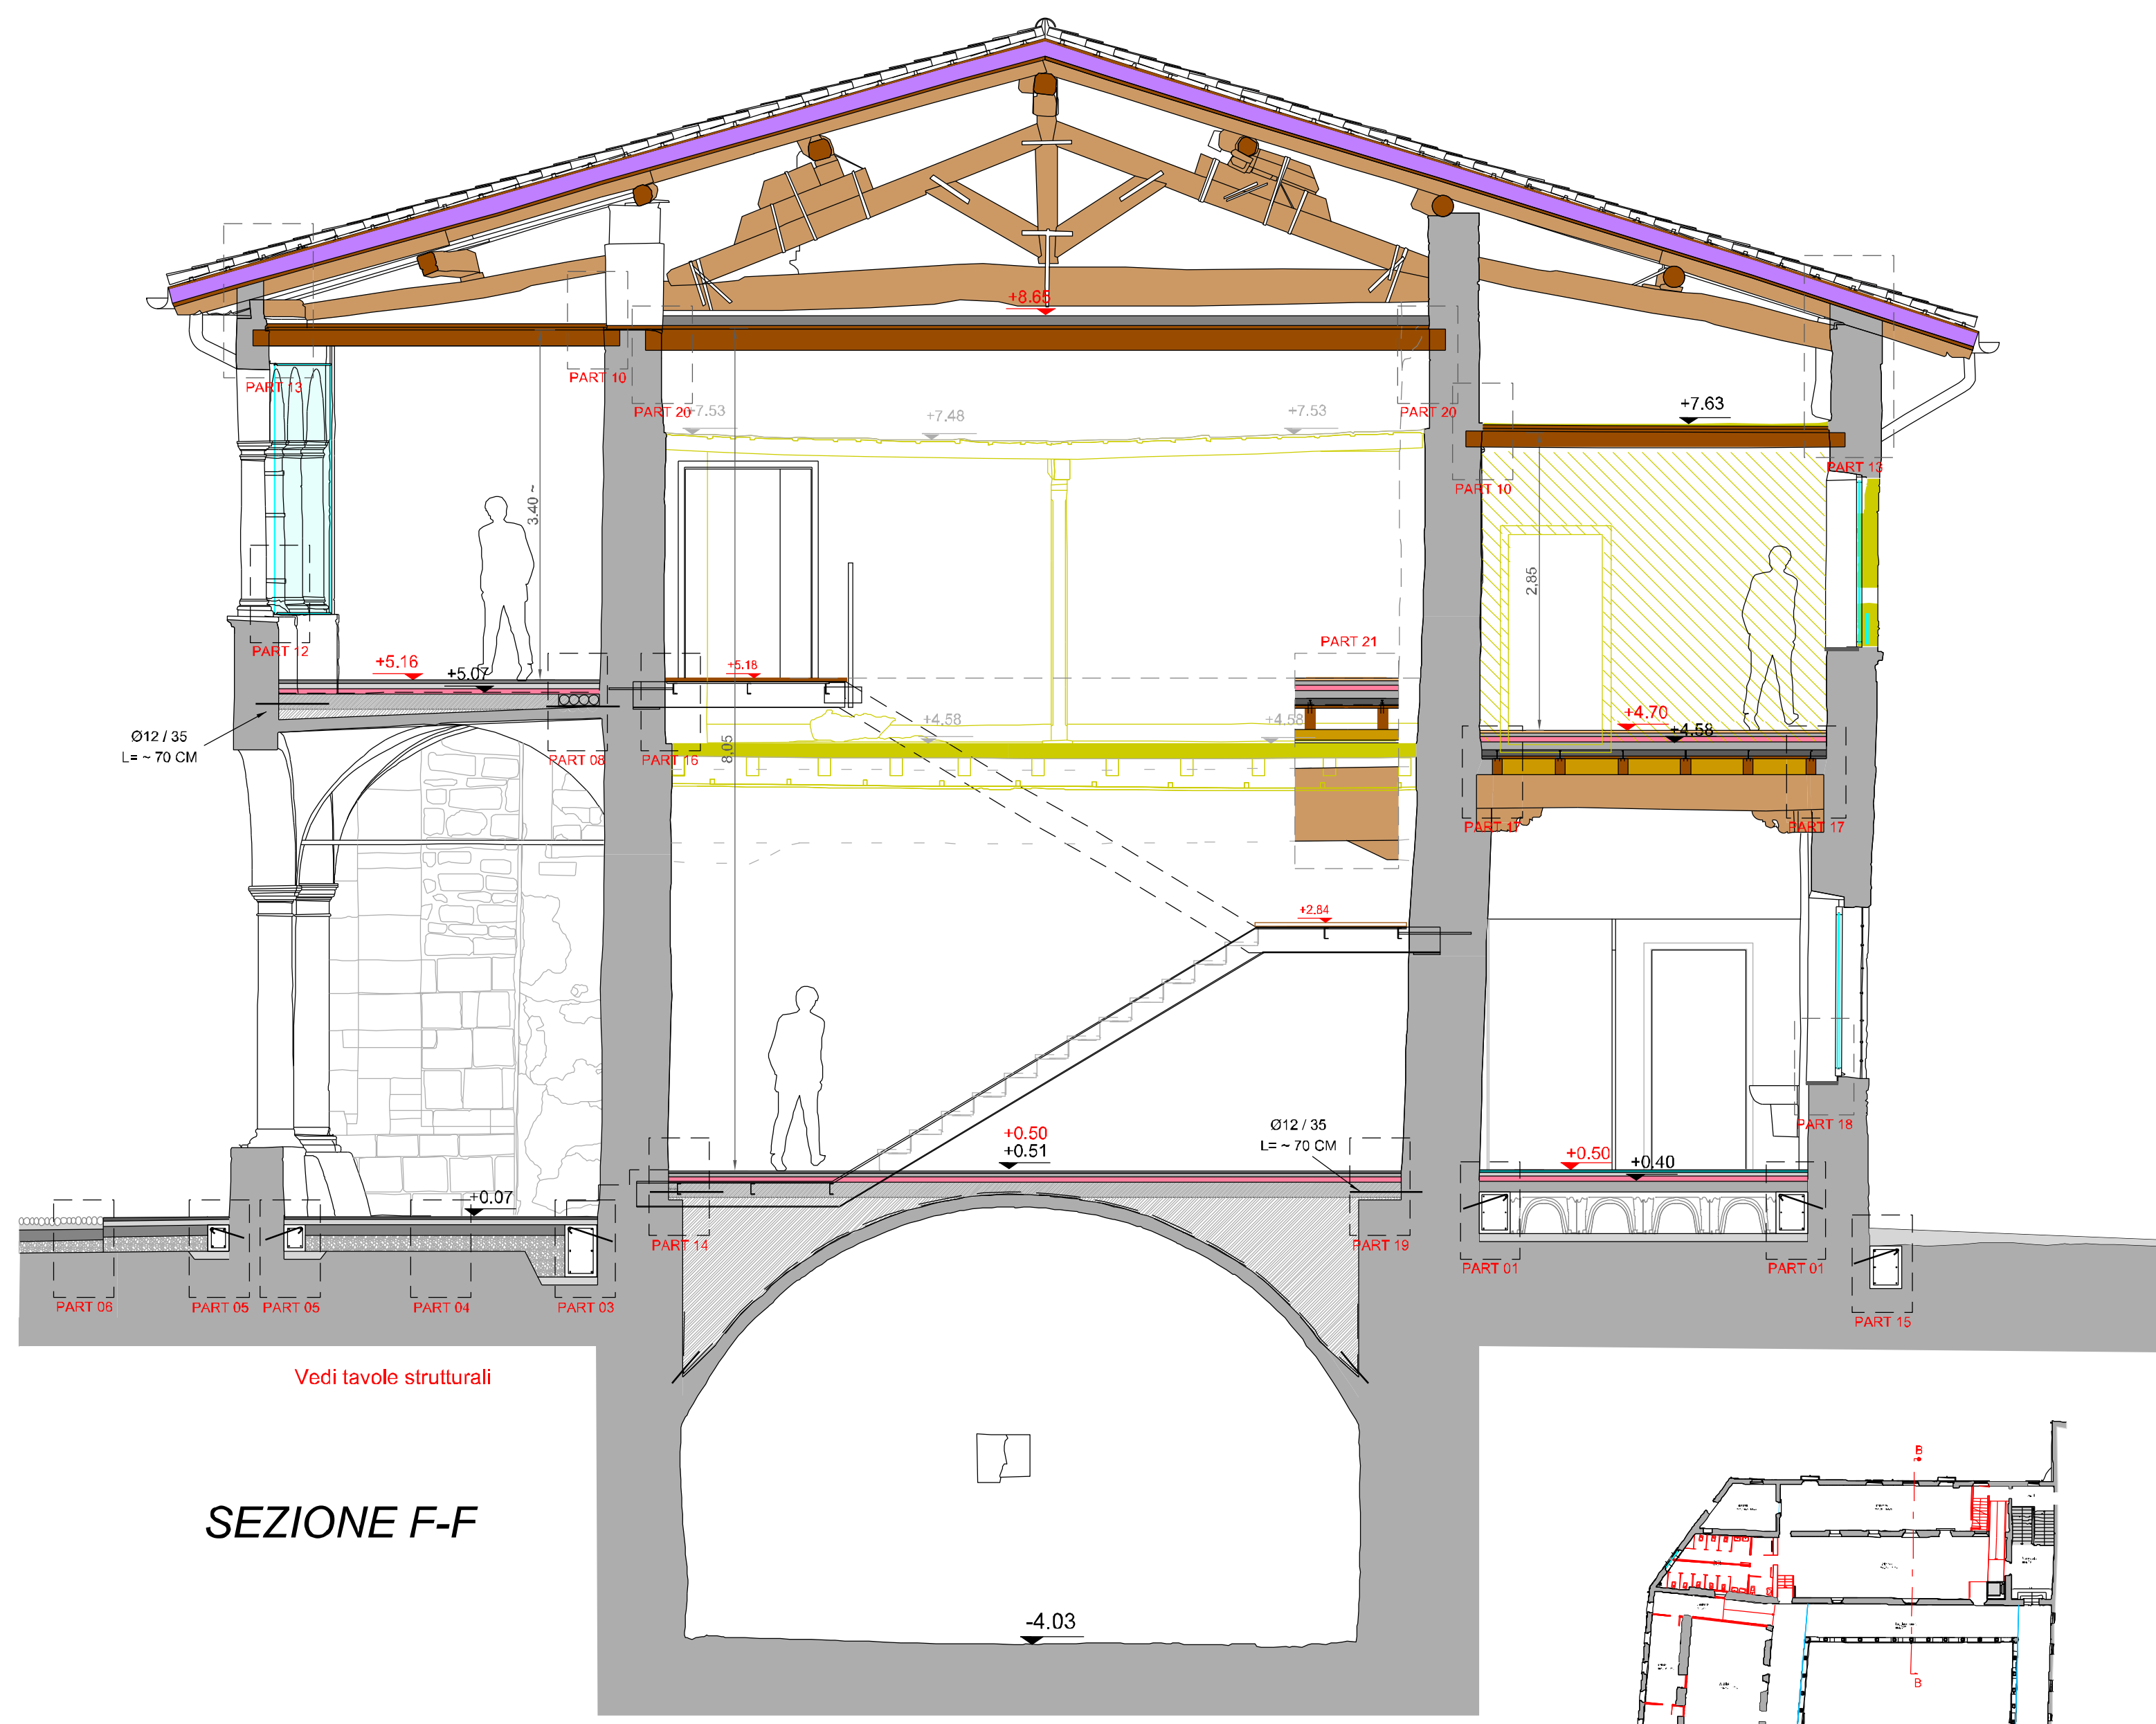 +8.65
PART 13
PART 10
PART 20
+7.53
+7.48
+7.53
PART 20
+7.63
PART 13
PART 10
3.40 ~
2,85
PART 12
+5.16
+5.07
+5.18
PART 21
Ø12 / 35
L= ~ 70 CM
PART 08
PART 16
8,05
+4.58
+4.58
+4.70
+4.58
PART 17
PART 17
+2.84
+0.50
+0.51
Ø12 / 35
L= ~ 70 CM
PART 18
+0.50
+0.40
+0.07
PART 14
PART 19
PART 01
PART 01
PART 06
PART 05
PART 05
PART 04
PART 03
PART 15
Vedi tavole strutturali
SEZIONE F-F
-4.03
B
B